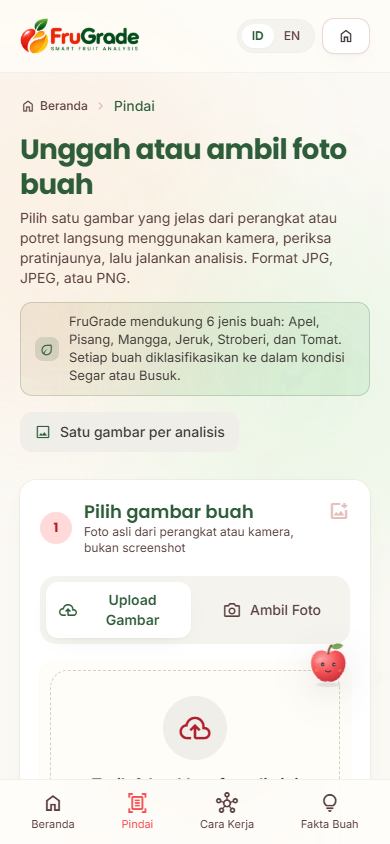 FruGrade
SMART FRUIT ANALYSIS
ID
EN
Beranda
Pindai
Unggah atau ambil foto
buah
Pilih satu gambar yang jelas dari perangkat atau
potret langsung menggunakan kamera, periksa
pratinjaunya, lalu jalankan analisis. Format JPG,
JPEG, atau PNG.
FruGrade mendukung 6 jenis buah: Apel,
Pisang, Mangga, Jeruk, Stroberi, dan Tomat.
Setiap buah diklasifikasikan ke dalam kondisi
Segar atau Busuk.
Satu gambar per analisis
1
Pilih gambar buah
Foto asli dari perangkat atau kamera,
bukan screenshot
Upload
Gambar
Ambil Foto
Beranda
Pindai
Cara Kerja
Fakta Buah